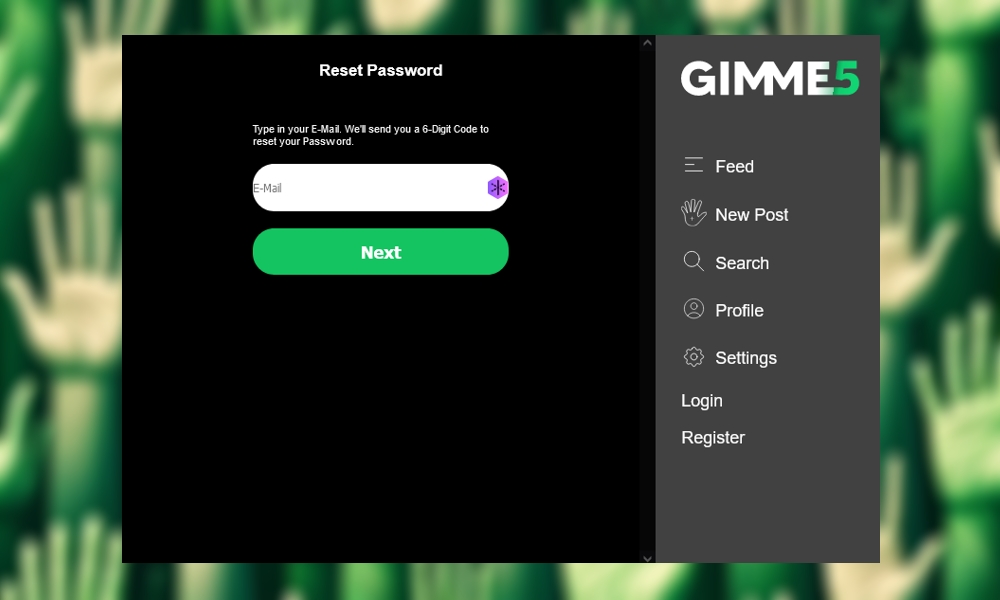 Reset Password
Type in your E-Mail. We'll send you a 6-Digit Code to
reset your Password.
E-Mail
Next
GIMME5
Feed
New Post
Search
Profile
Settings
Login
Register